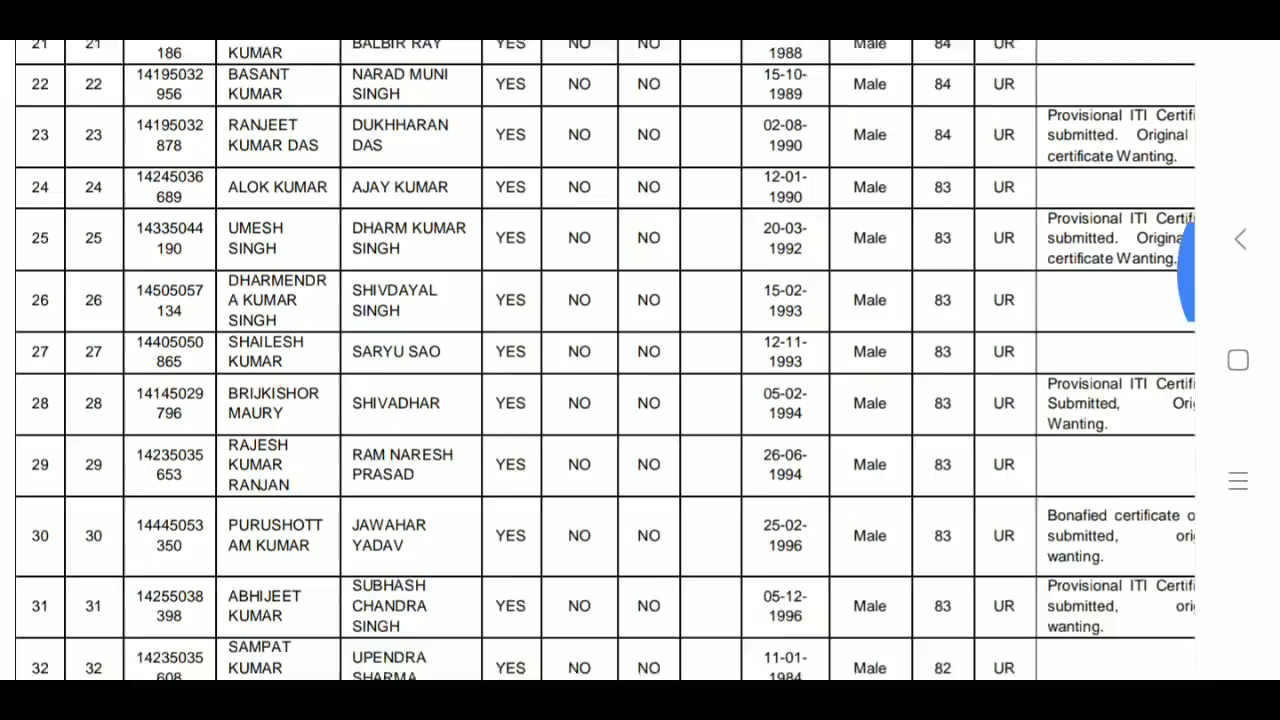 21 21 186 KUMAR BALBIR RAY YES NO NO 1988 Male 84 UR
22 22 14195032 956 BASANT KUMAR NARAD MUNI SINGH YES NO NO 15-10-1989 Male 84 UR
23 23 14195032 878 RANJEET KUMAR DAS DUKHHARAN DAS YES NO NO 02-08-1990 Male 84 UR Provisional ITI Certifi submitted. Original certificate Wanting.
24 24 14245036 689 ALOK KUMAR AJAY KUMAR YES NO NO 12-01-1990 Male 83 UR
25 25 14335044 190 UMESH SINGH DHARM KUMAR SINGH YES NO NO 20-03-1992 Male 83 UR Provisional ITI Certifi submitted. Origina certificate Wanting.
26 26 14505057 134 DHARMENDR A KUMAR SINGH SHIVDAYAL SINGH YES NO NO 15-02-1993 Male 83 UR
27 27 14405050 865 SHAILESH KUMAR SARYU SAO YES NO NO 12-11-1993 Male 83 UR
28 28 14145029 796 BRIJKISHOR MAURY SHIVADHAR YES NO NO 05-02-1994 Male 83 UR Provisional ITI Certifi Submitted, Ori Wanting.
29 29 14235035 653 RAJESH KUMAR RANJAN RAM NARESH PRASAD YES NO NO 26-06-1994 Male 83 UR
30 30 14445053 350 PURUSHOTT AM KUMAR JAWAHAR YADAV YES NO NO 25-02-1996 Male 83 UR Bonafied certificate o submitted, ori wanting.
31 31 14255038 398 ABHIJEET KUMAR SUBHASH CHANDRA SINGH YES NO NO 05-12-1996 Male 83 UR Provisional ITI Certifi submitted, ori wanting.
32 32 14235035 608 SAMPAT KUMAR UPENDRA SHARMA YES NO NO 11-01-1984 Male 82 UR